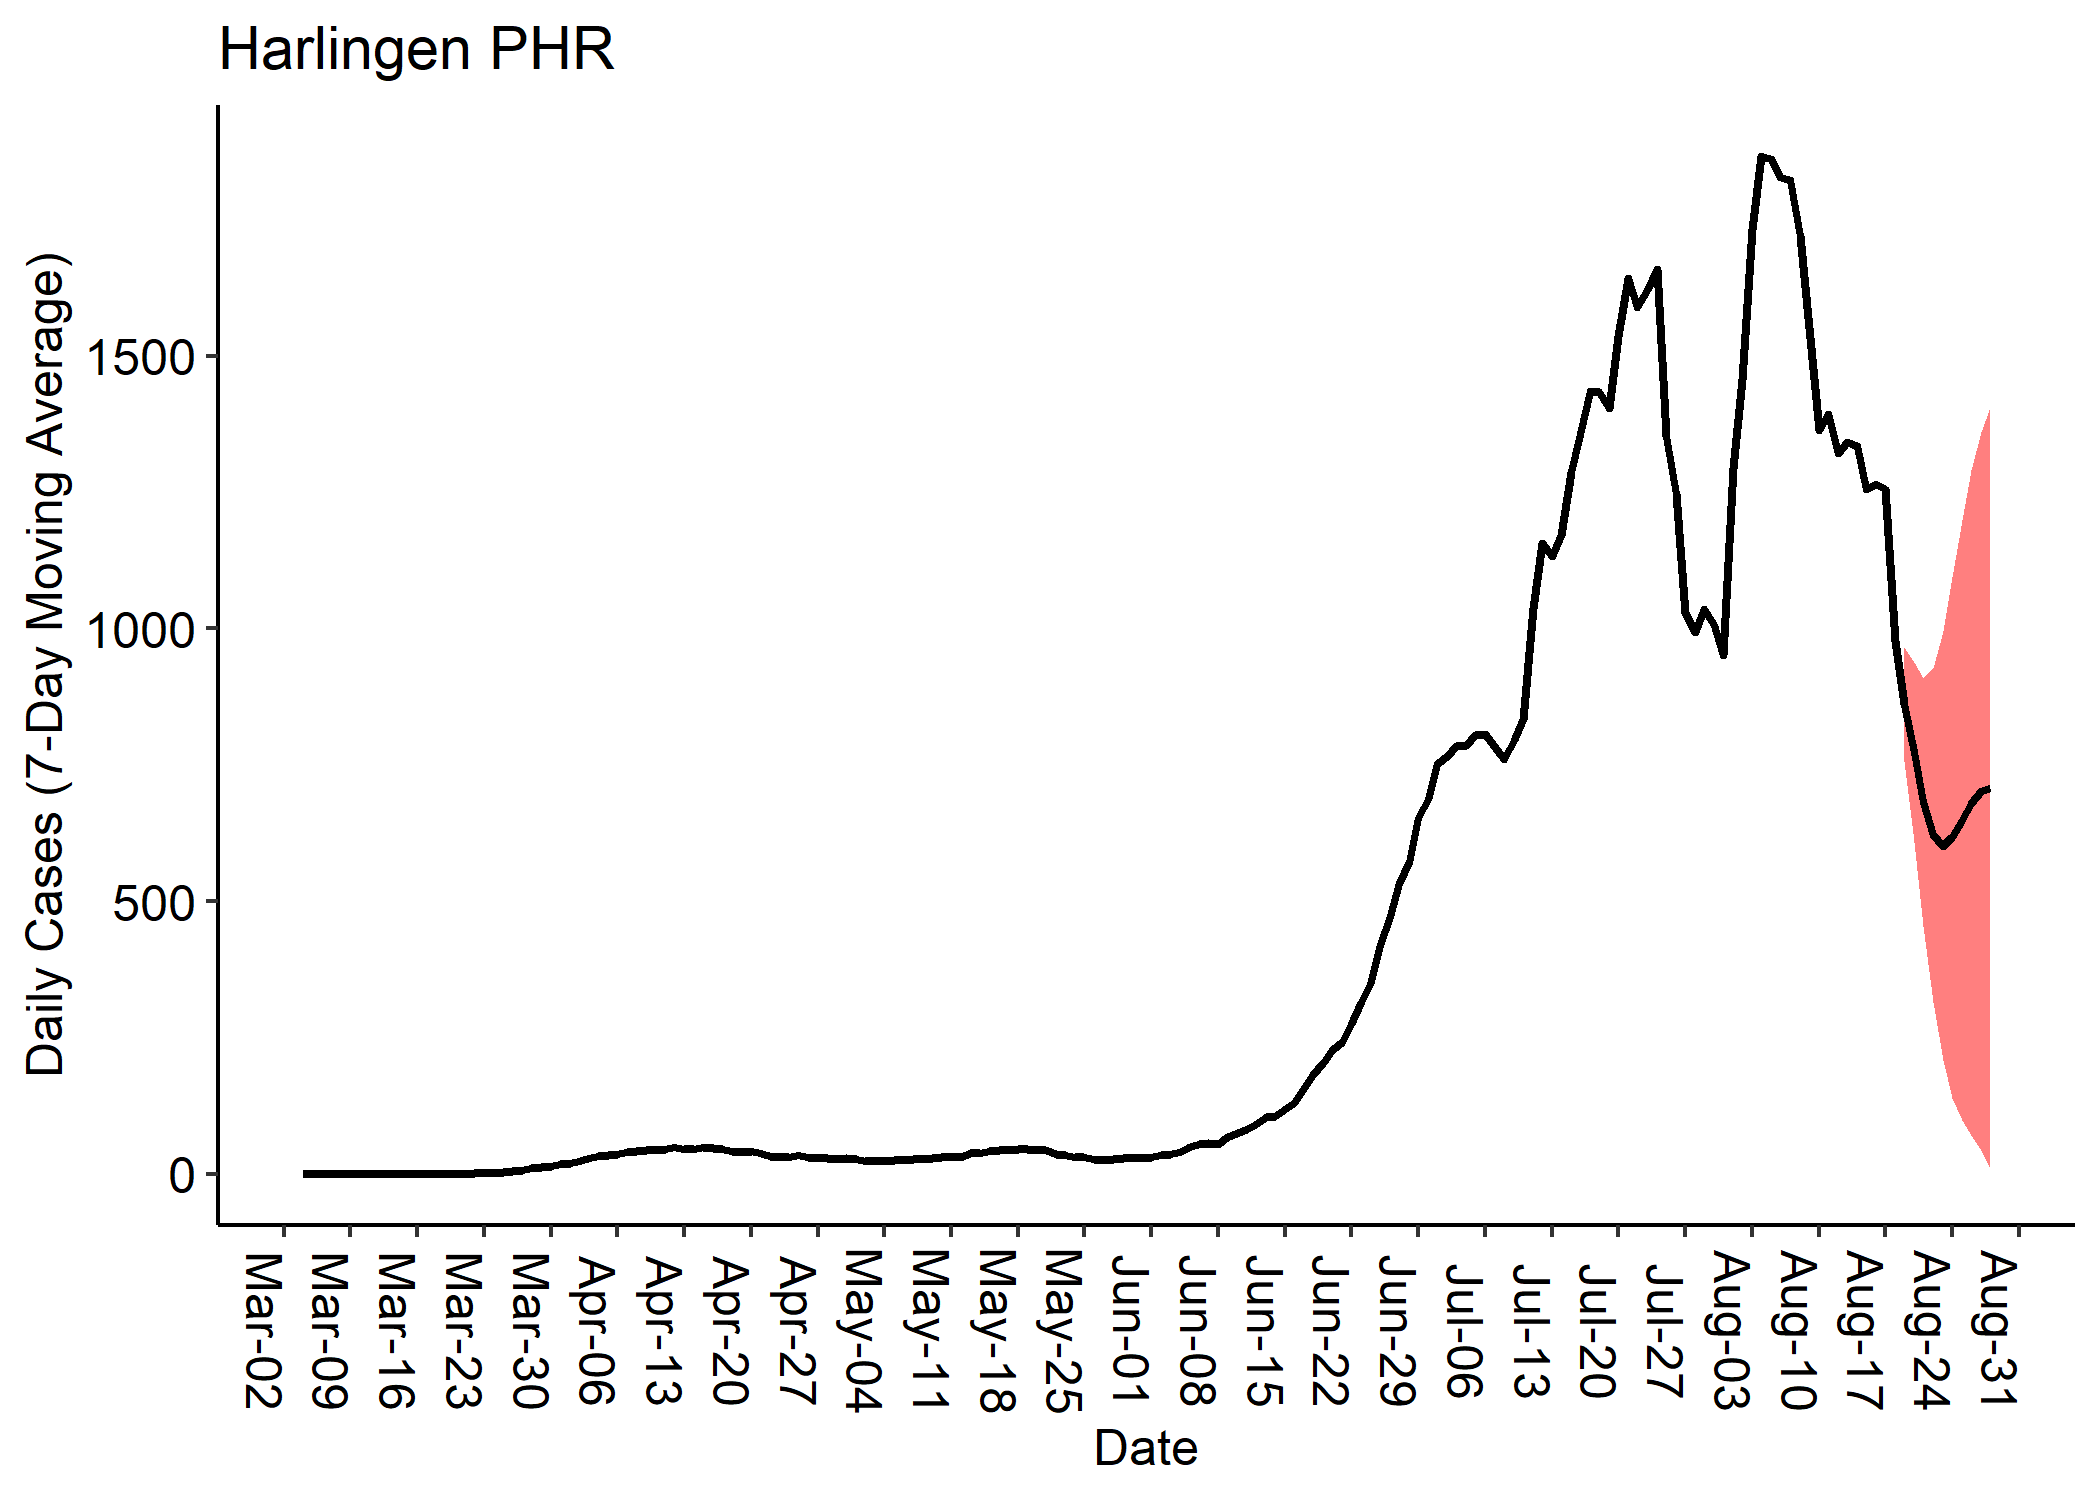 Harlingen PHR
Daily Cases (7-Day Moving Average)
1500
1000
500
0
Mar-02
Mar-09
Mar-16
Mar-23
Mar-30
Apr-06
Apr-13
Apr-20
Apr-27
May-04
May-11
May-18
May-25
Jun-01
Jun-08
Jun-15
Jun-22
Jun-29
Jul-06
Jul-13
Jul-20
Jul-27
Aug-03
Aug-10
Aug-17
Aug-24
Aug-31
Date